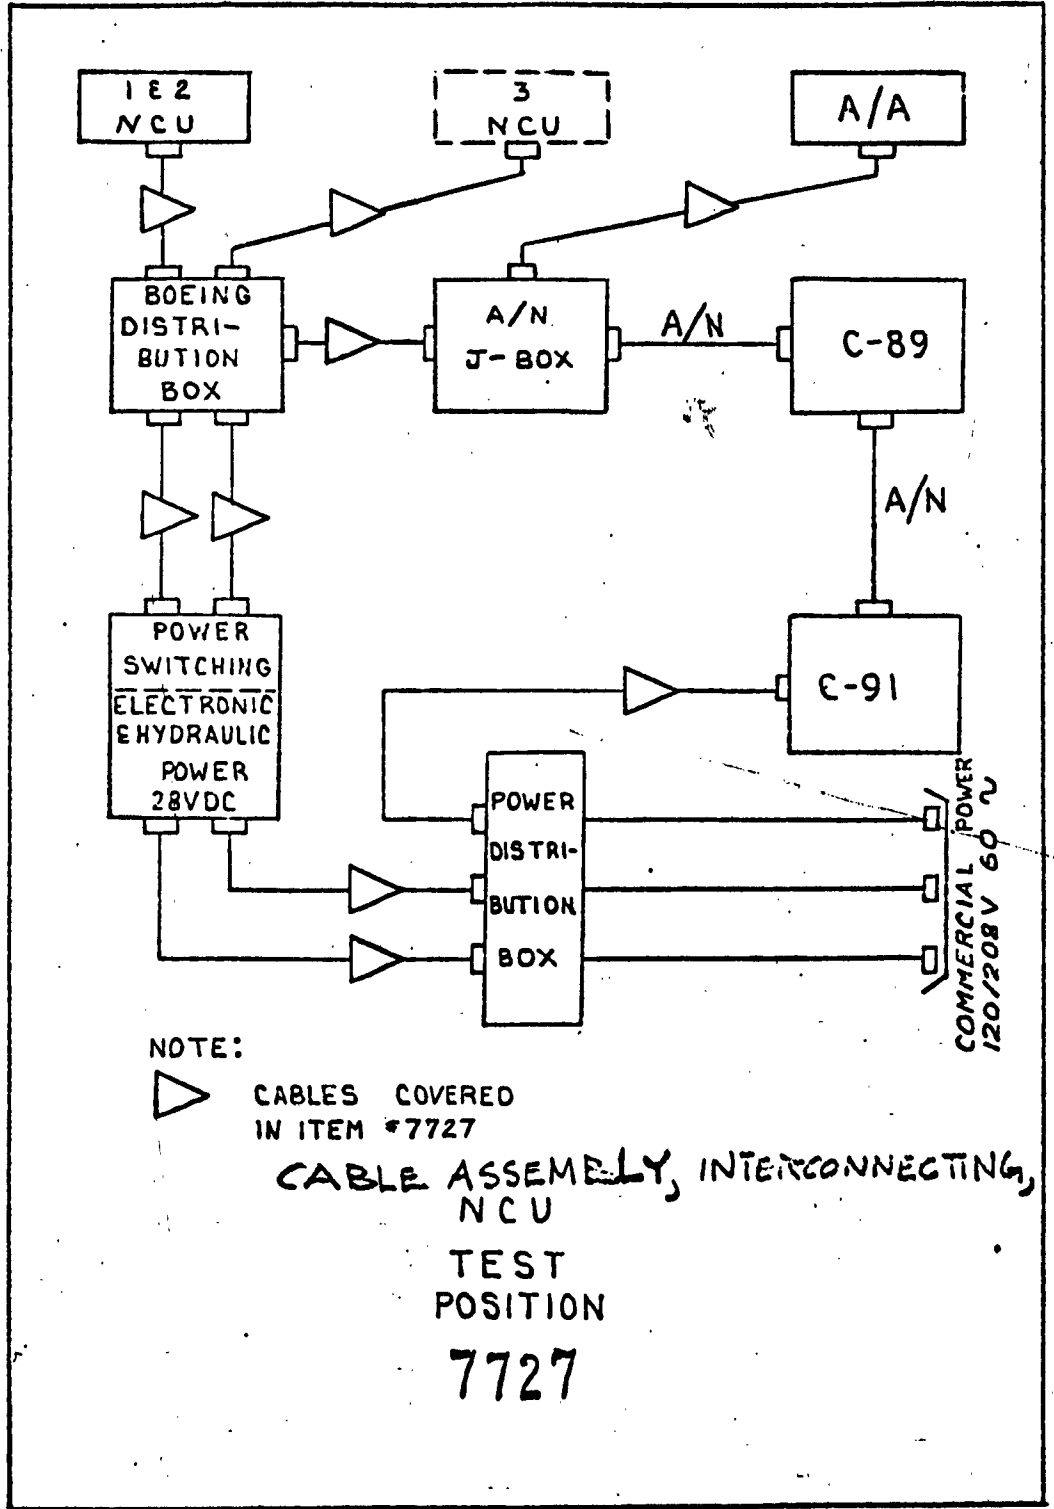 1 & 2
NCU
3
NCU
A/A
BOEING
DISTRI-
BUTION
BOX
A/N
J-BOX
A/N
C-89
A/N
POWER
SWITCHING
ELECTRONIC
& HYDRAULIC
POWER
28VDC
C-91
POWER
DISTRI-
BUTION
BOX
COMMERCIAL POWER
120/208V 60 ~
NOTE:
CABLES COVERED
IN ITEM #7727
CABLE ASSEMBLY, INTERCONNECTING,
NCU
TEST
POSITION
7727